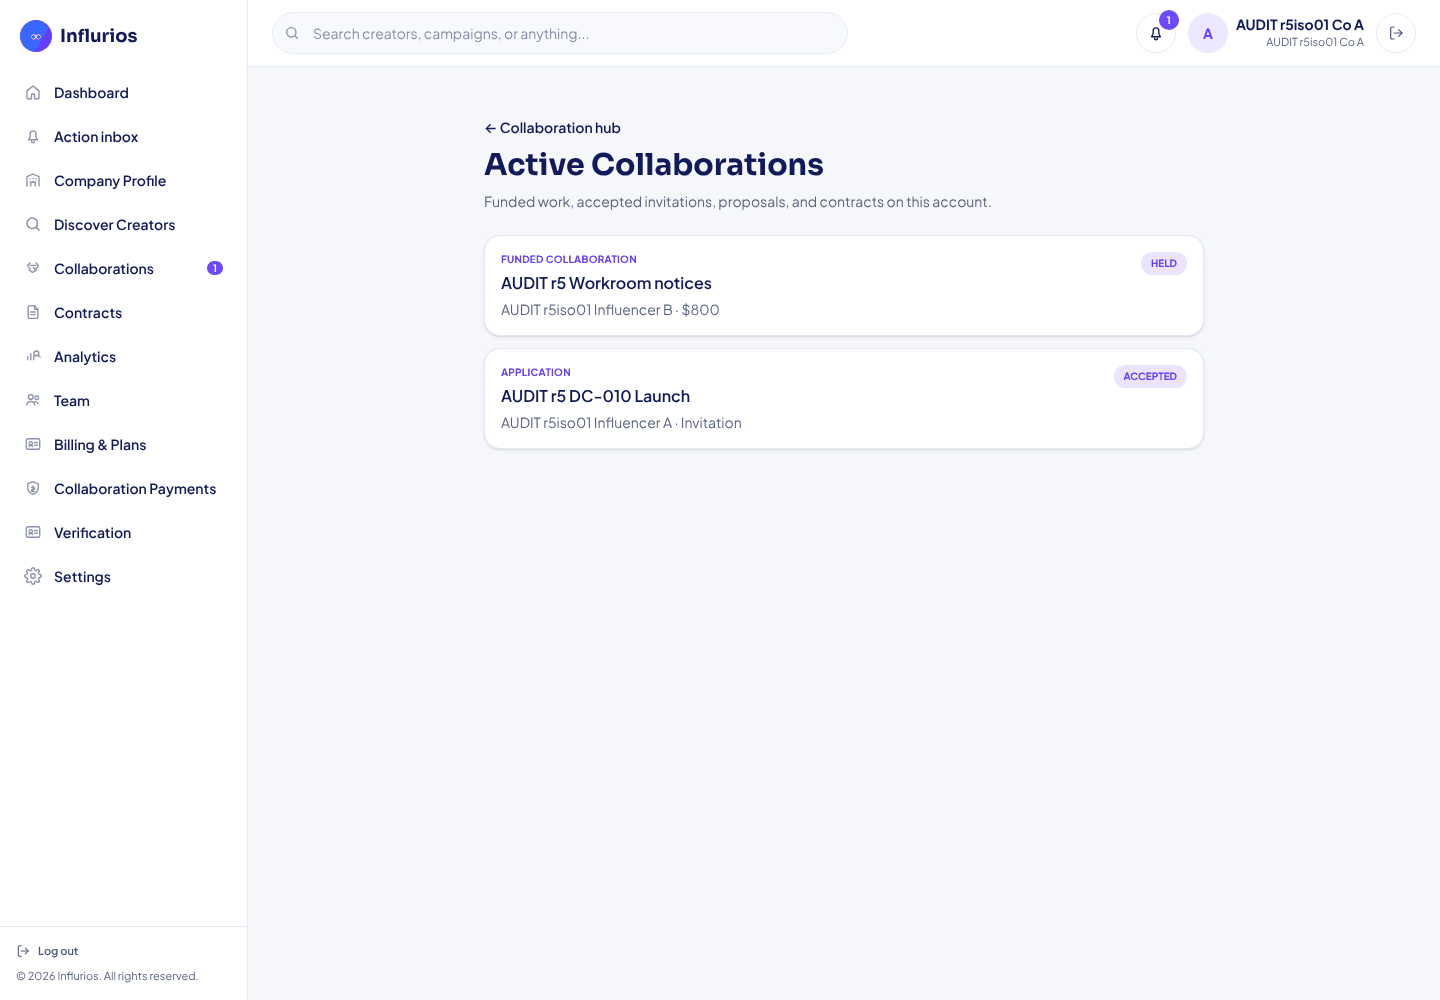 Influrios
Search creators, campaigns, or anything...
1
A
AUDIT r5iso01 Co A
AUDIT r5iso01 Co A
Dashboard
Action inbox
Company Profile
Discover Creators
Collaborations
1
Contracts
Analytics
Team
Billing & Plans
Collaboration Payments
Verification
Settings
← Collaboration hub
Active Collaborations
Funded work, accepted invitations, proposals, and contracts on this account.
FUNDED COLLABORATION
HELD
AUDIT r5 Workroom notices
AUDIT r5iso01 Influencer B · $800
APPLICATION
ACCEPTED
AUDIT r5 DC-010 Launch
AUDIT r5iso01 Influencer A · Invitation
Log out
© 2026 Influrios. All rights reserved.